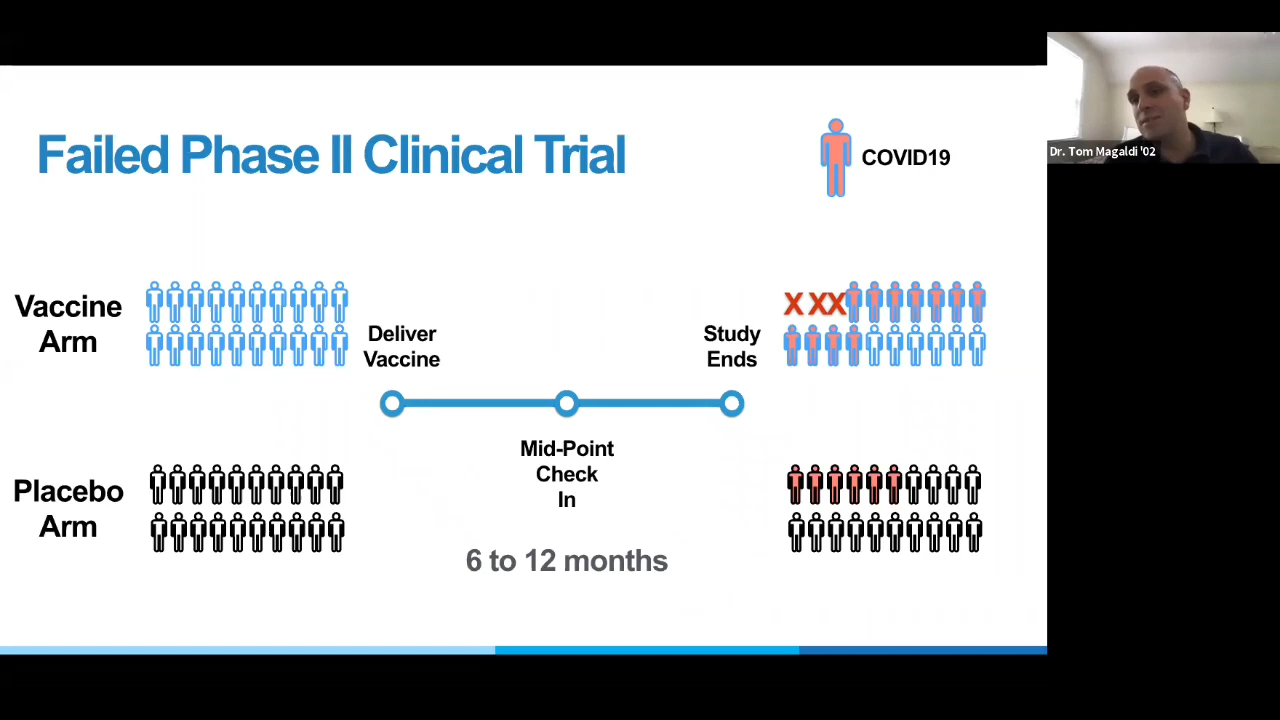 Failed Phase II Clinical Trial
COVID19
Dr. Tom Magaldi '02
Vaccine
Arm
Deliver
Vaccine
Study
Ends
X XX
Mid-Point
Check
In
Placebo
Arm
6 to 12 months